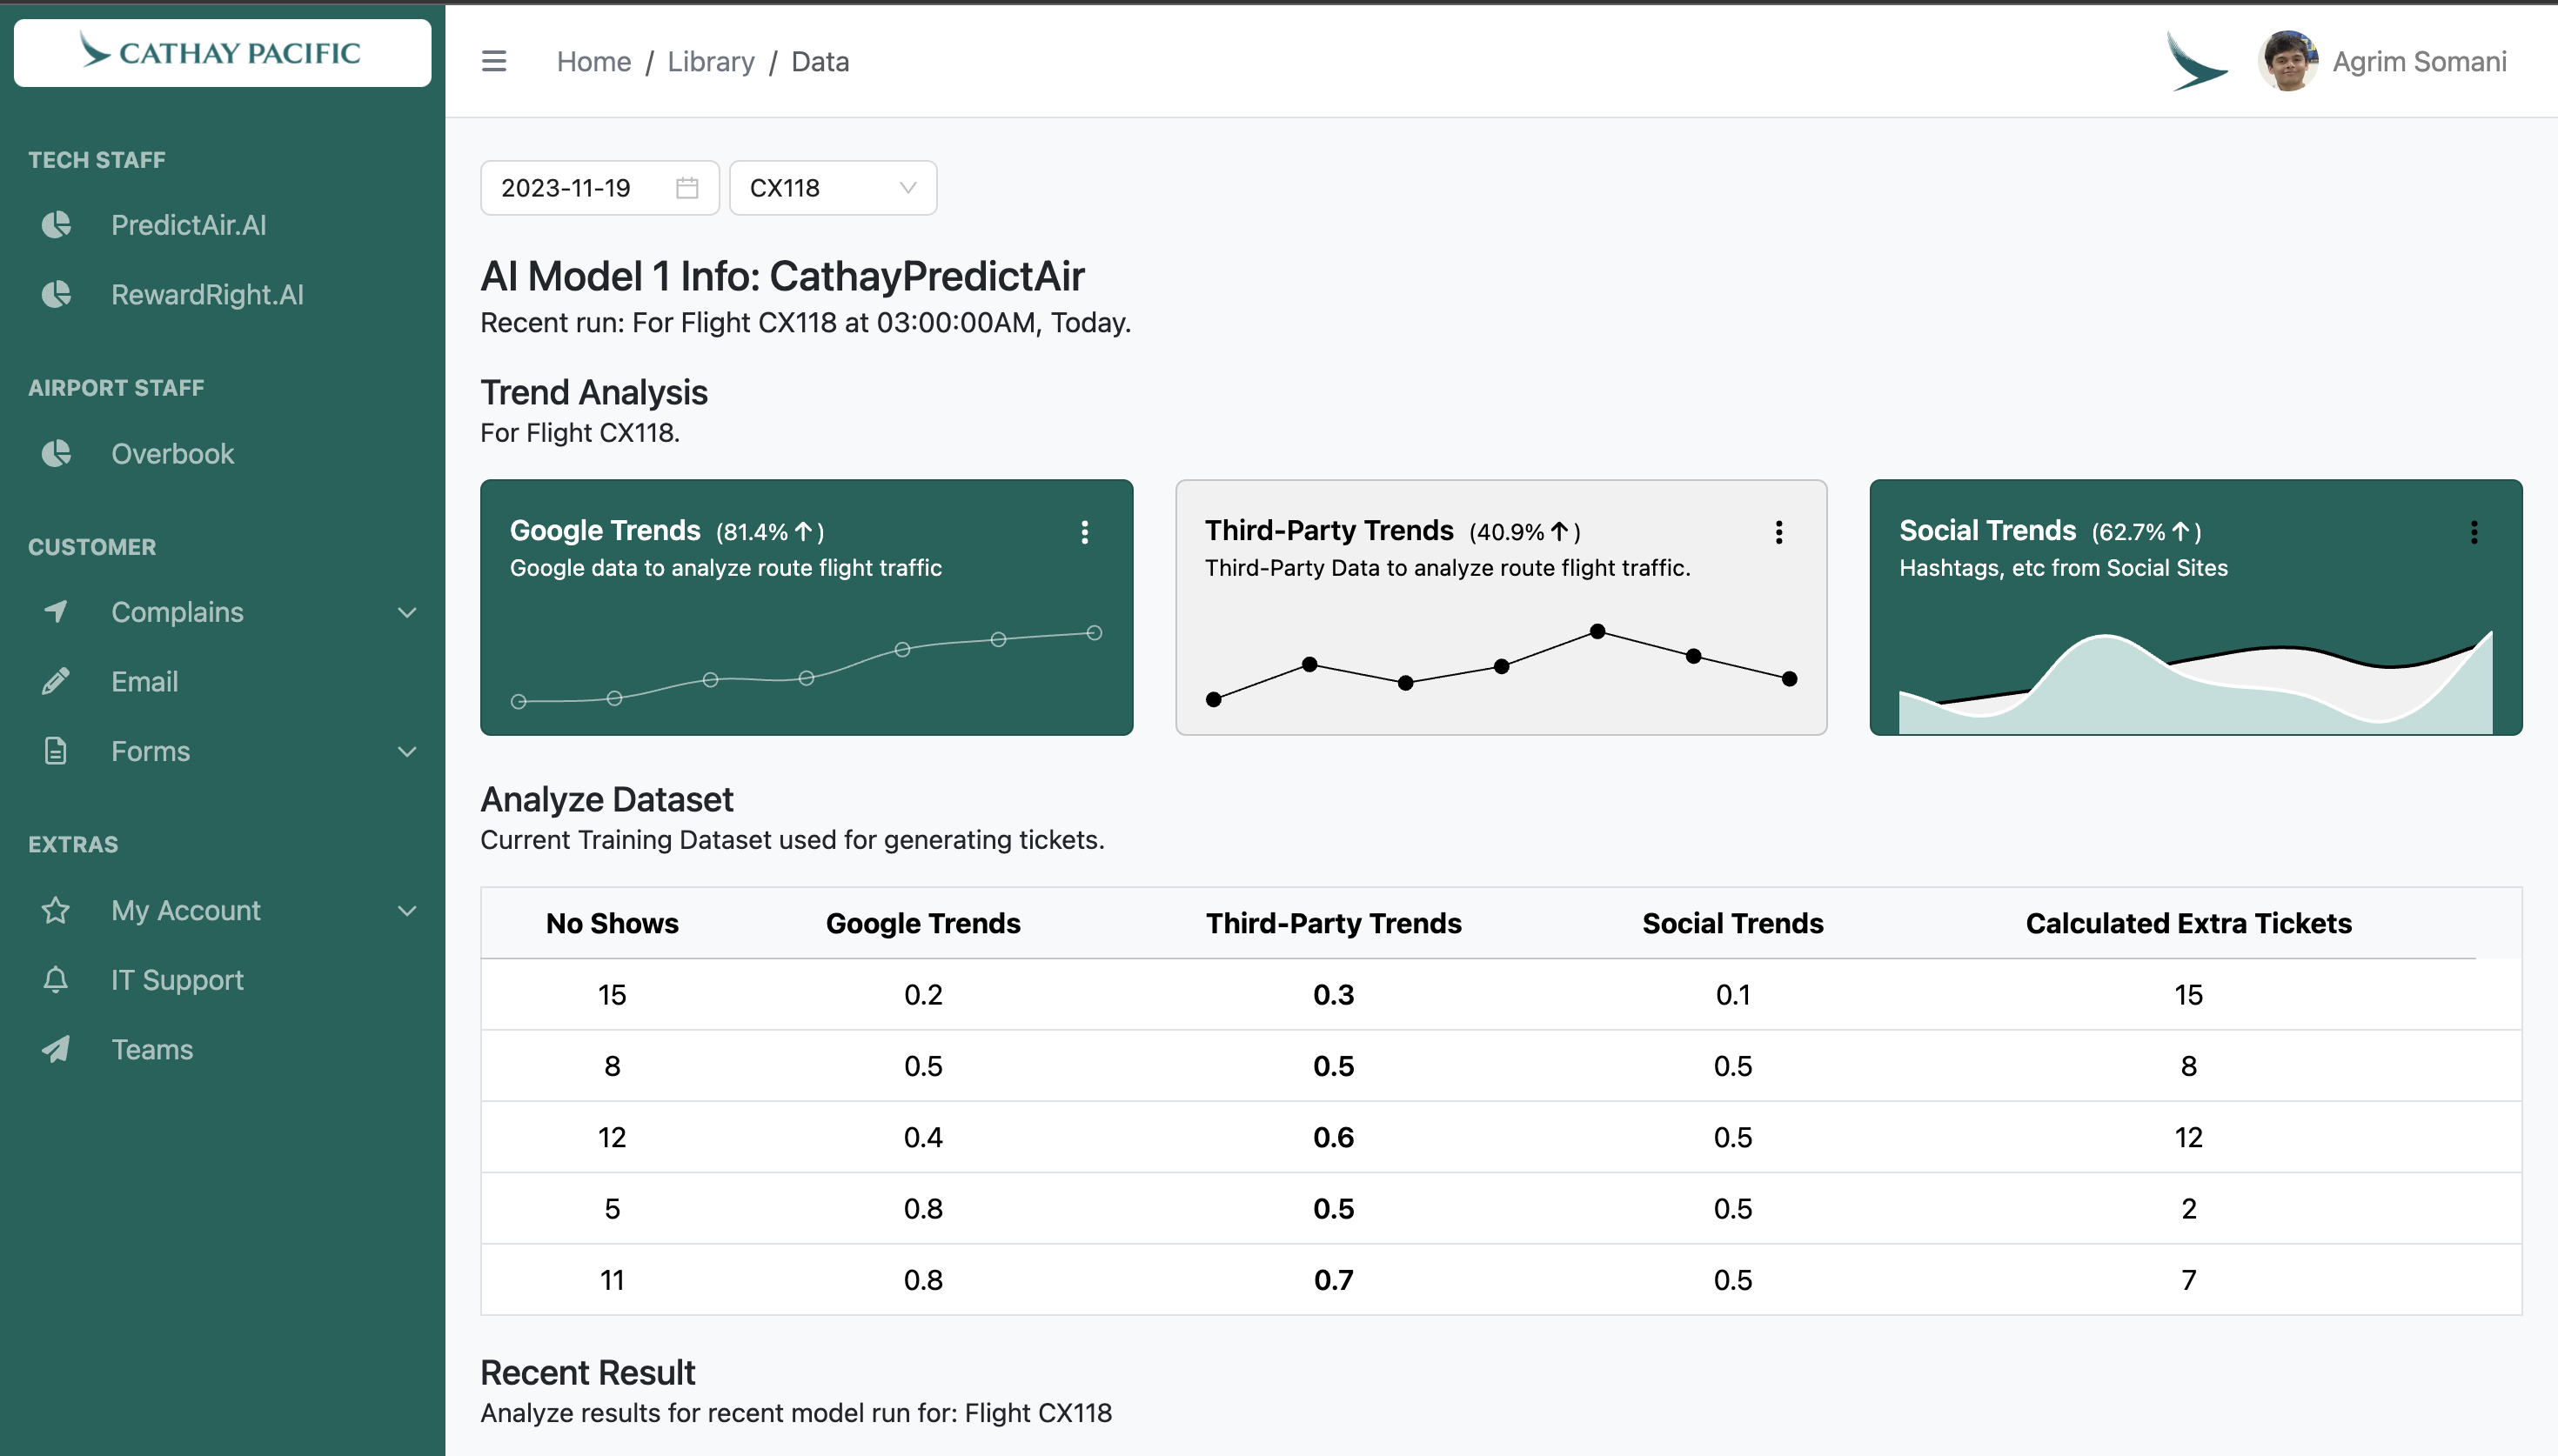 CATHAY PACIFIC
TECH STAFF
PredictAir.AI
RewardRight.AI
AIRPORT STAFF
Overbook
CUSTOMER
Complains
Email
Forms
EXTRAS
My Account
IT Support
Teams
Home / Library / Data
Agrim Somani
2023-11-19
CX118
AI Model 1 Info: CathayPredictAir
Recent run: For Flight CX118 at 03:00:00AM, Today.
Trend Analysis
For Flight CX118.
Google Trends (81.4% ↑)
Google data to analyze route flight traffic
Third-Party Trends (40.9% ↑)
Third-Party Data to analyze route flight traffic.
Social Trends (62.7% ↑)
Hashtags, etc from Social Sites
Analyze Dataset
Current Training Dataset used for generating tickets.
No Shows Google Trends Third-Party Trends Social Trends Calculated Extra Tickets
15 0.2 0.3 0.1 15
8 0.5 0.5 0.5 8
12 0.4 0.6 0.5 12
5 0.8 0.5 0.5 2
11 0.8 0.7 0.5 7
Recent Result
Analyze results for recent model run for: Flight CX118